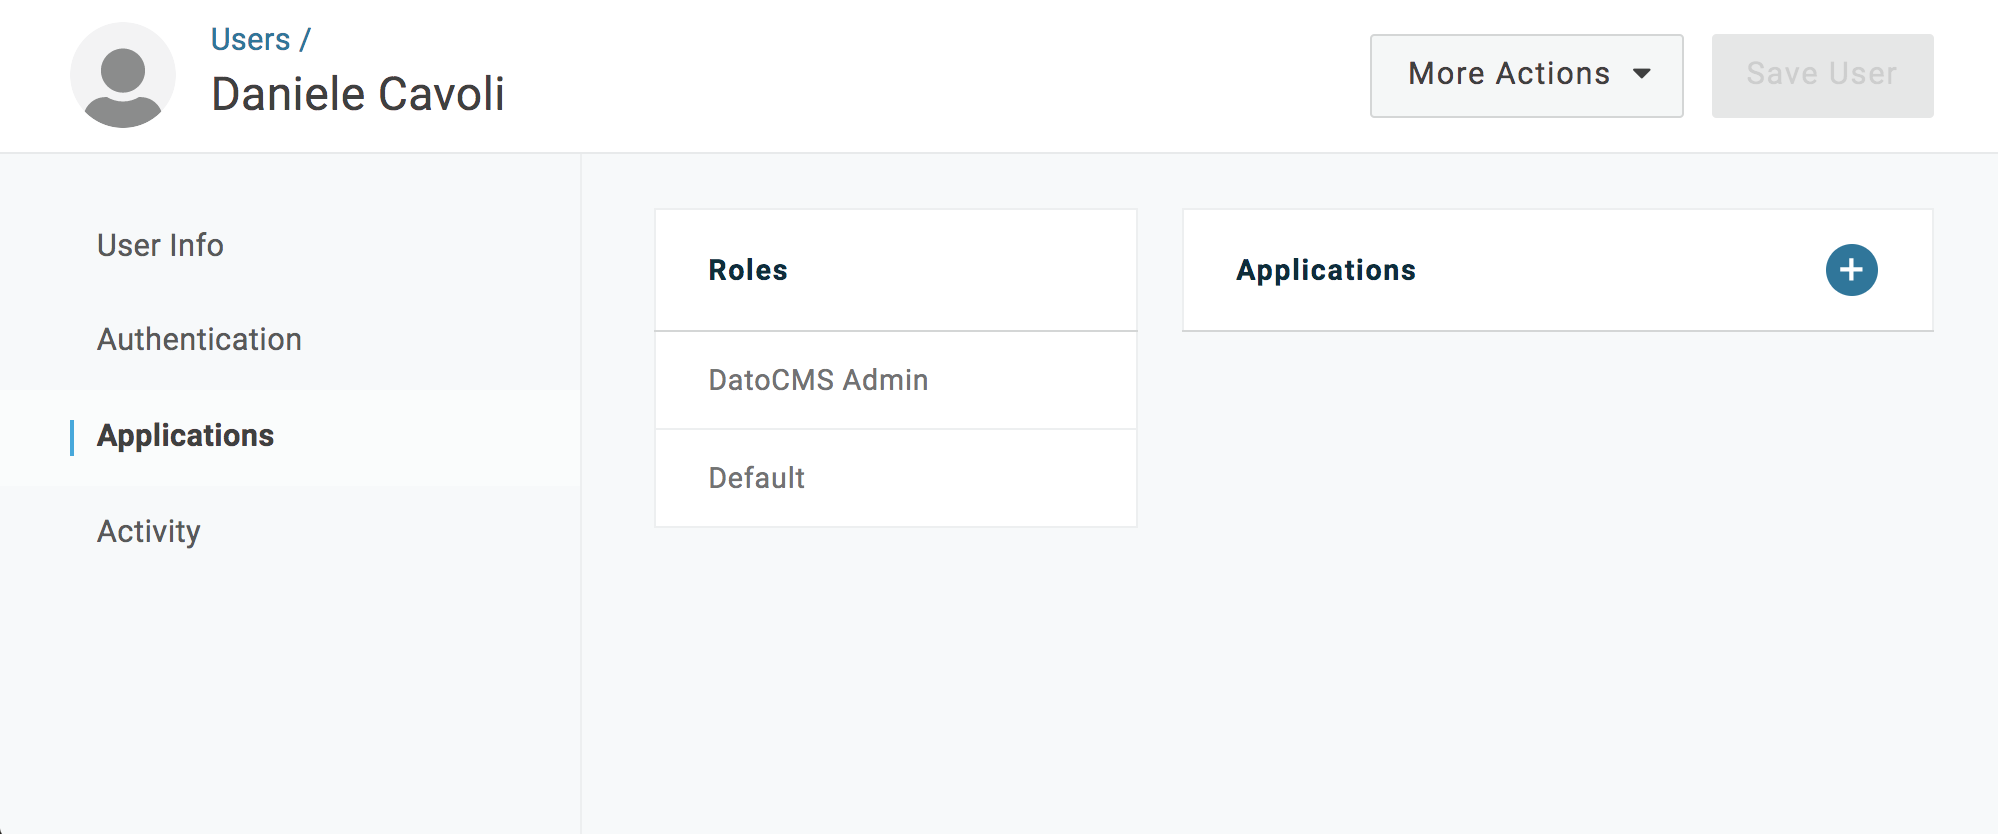 Users /
Daniele Cavoli
More Actions
Save User
User Info
Authentication
Applications
Activity
Roles
DatoCMS Admin
Default
Applications